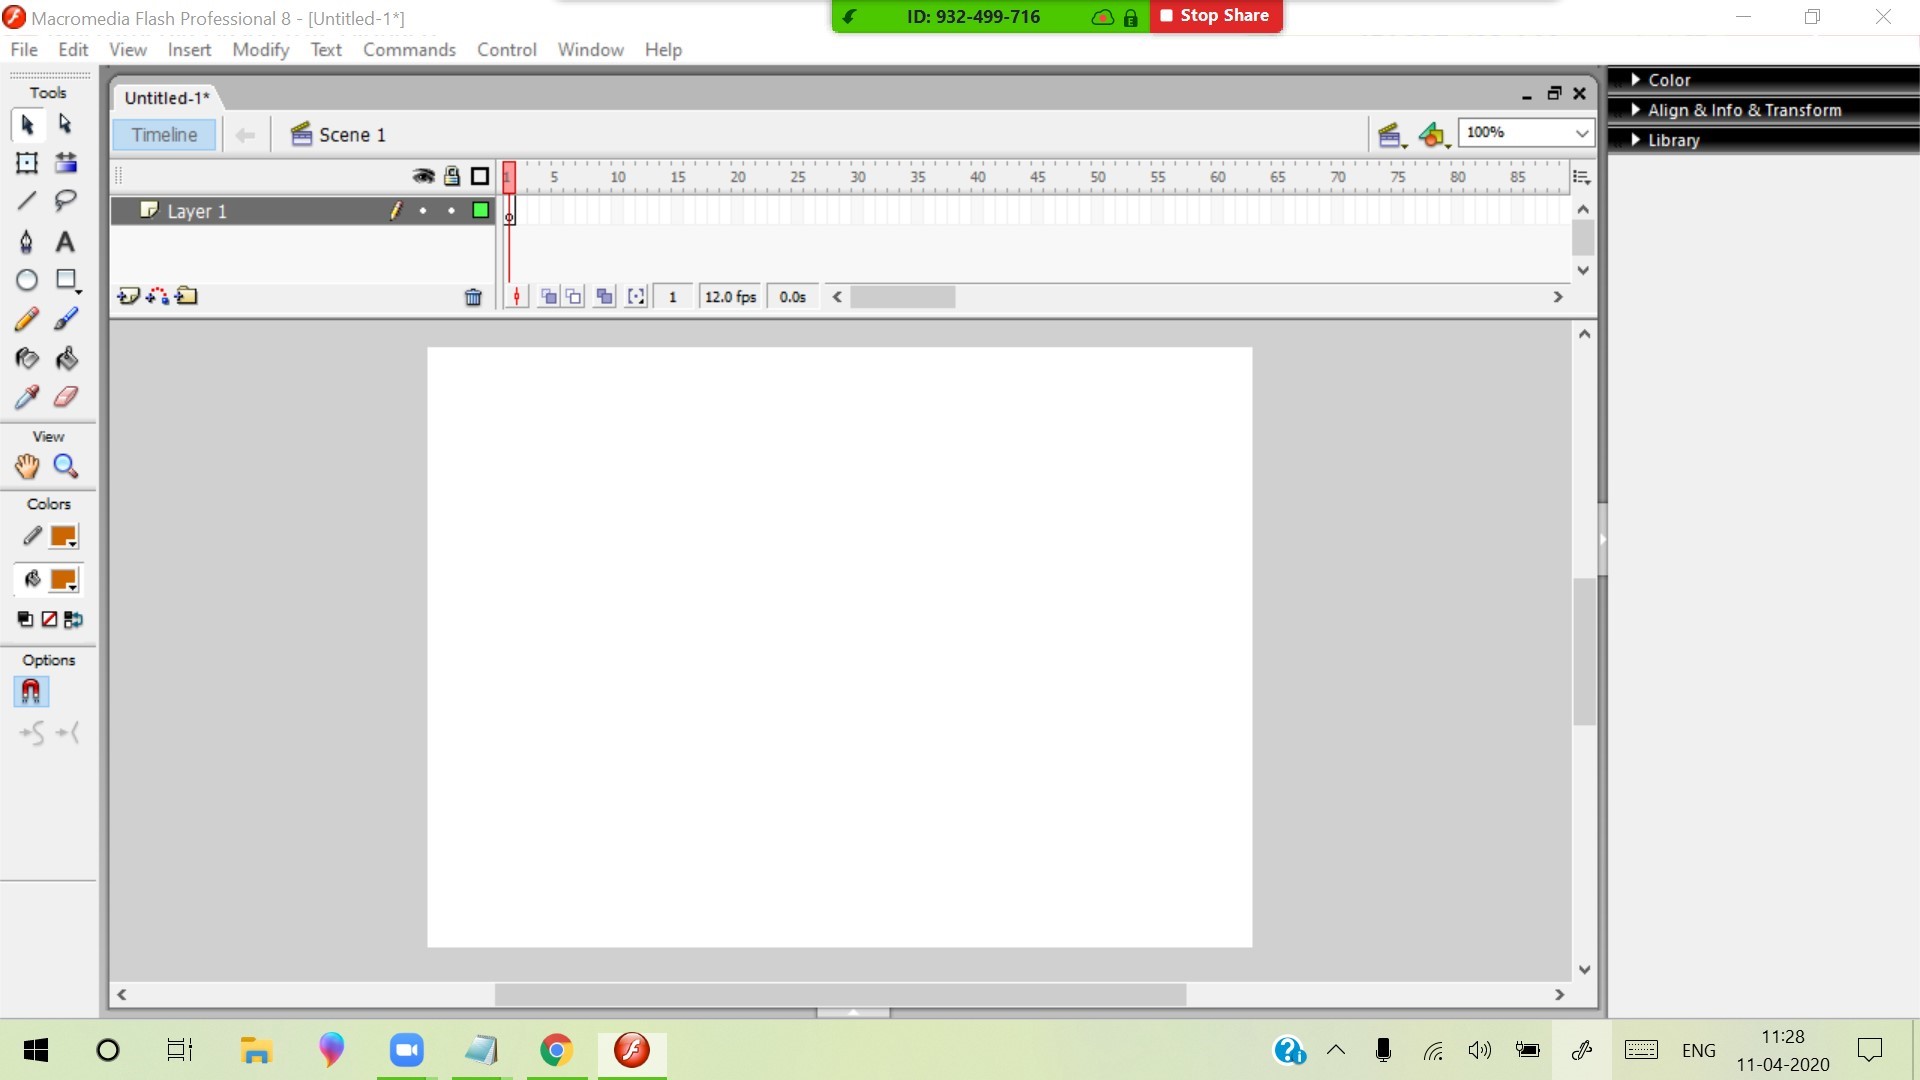 Macromedia Flash Professional 8 - [Untitled-1*]
ID: 932-499-716
Stop Share
File Edit View Insert Modify Text Commands Control Window Help
Tools
Untitled-1*
Timeline
Scene 1
100%
1 5 10 15 20 25 30 35 40 45 50 55 60 65 70 75 80 85
Layer 1
1
12.0 fps
0.0s
View
Colors
Options
Color
Align & Info & Transform
Library
ENG
11:28
11-04-2020